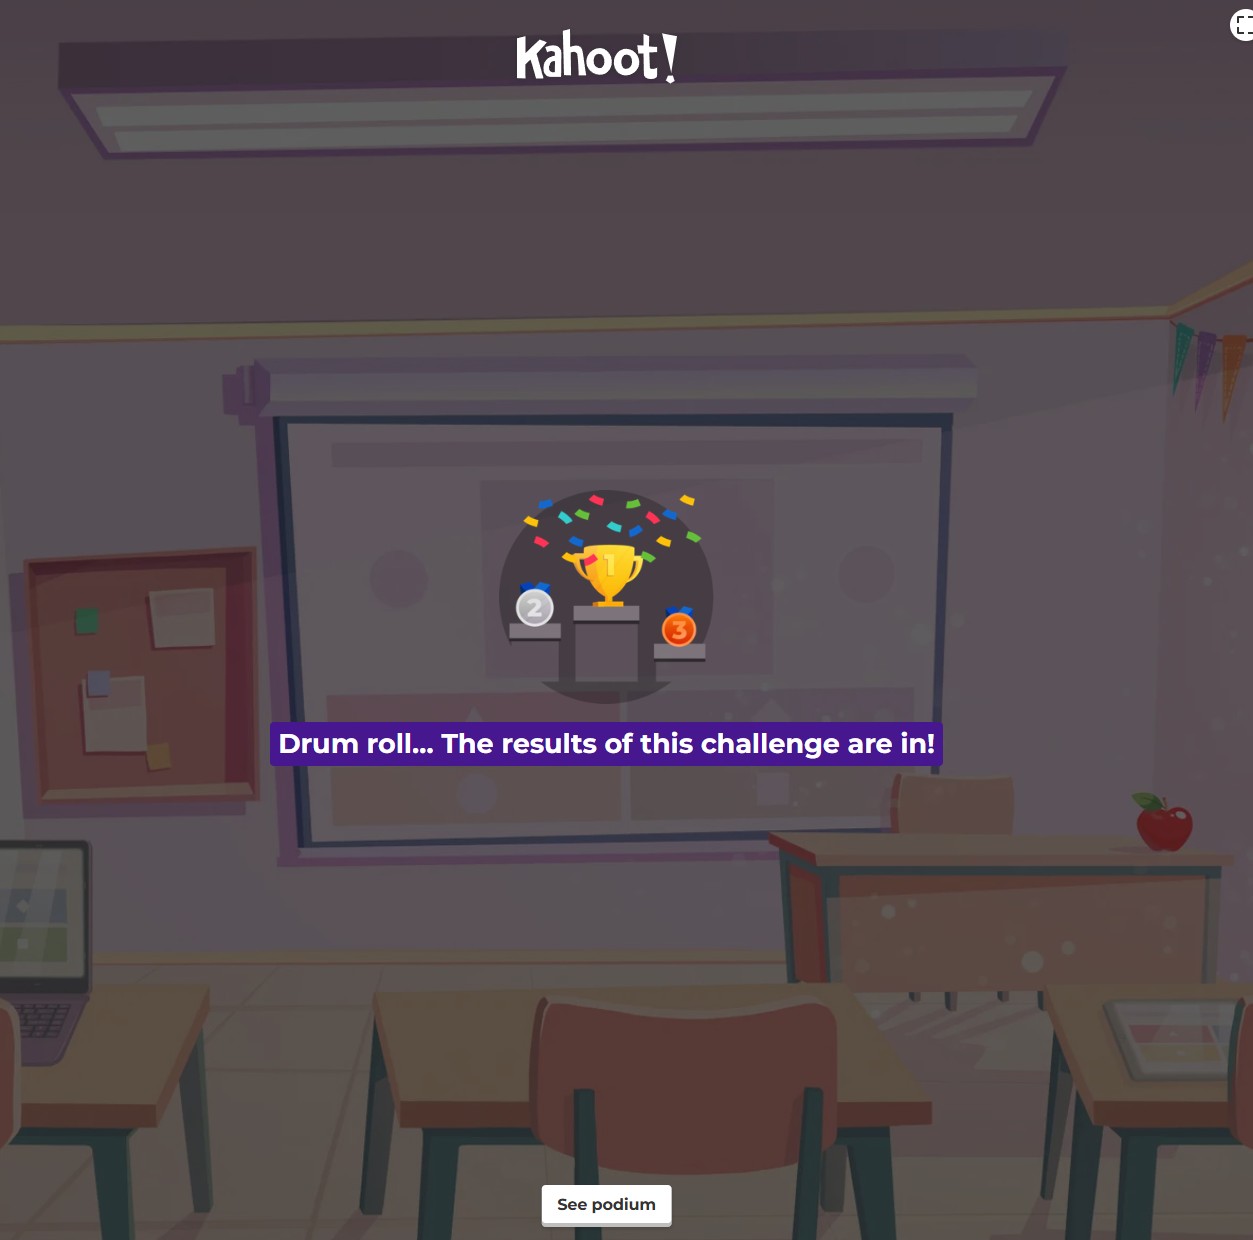 Kahoot!
1
2
3
Drum roll... The results of this challenge are in!
See podium